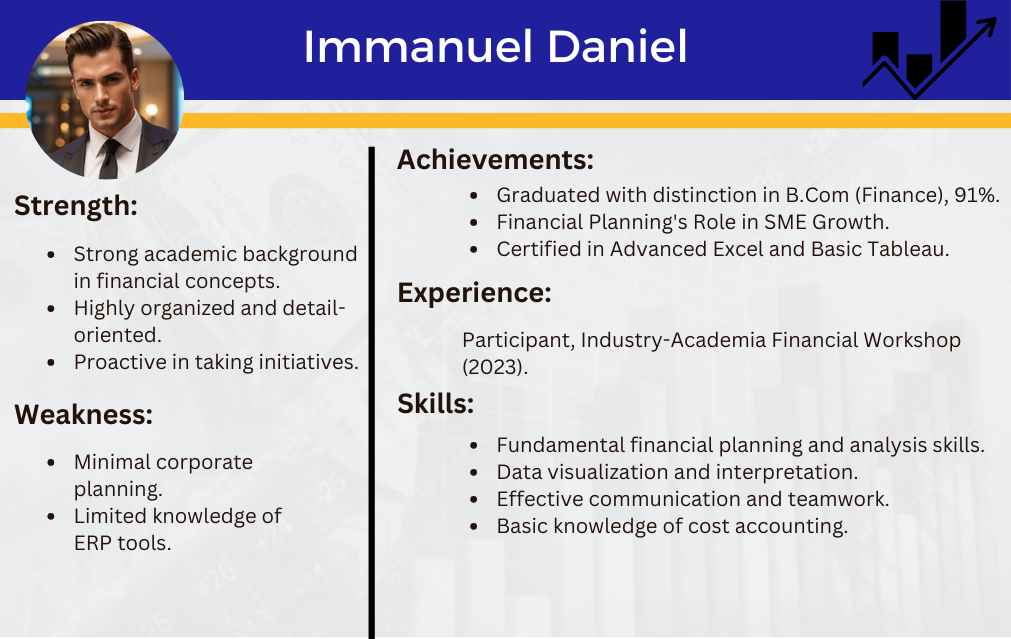 Immanuel Daniel
Strength:
• Strong academic background
in financial concepts.
• Highly organized and detail-
oriented.
• Proactive in taking initiatives.
Weakness:
• Minimal corporate
planning.
• Limited knowledge of
ERP tools.
Achievements:
• Graduated with distinction in B.Com (Finance), 91%.
• Financial Planning's Role in SME Growth.
• Certified in Advanced Excel and Basic Tableau.
Experience:
Participant, Industry-Academia Financial Workshop
(2023).
Skills:
• Fundamental financial planning and analysis skills.
• Data visualization and interpretation.
• Effective communication and teamwork.
• Basic knowledge of cost accounting.